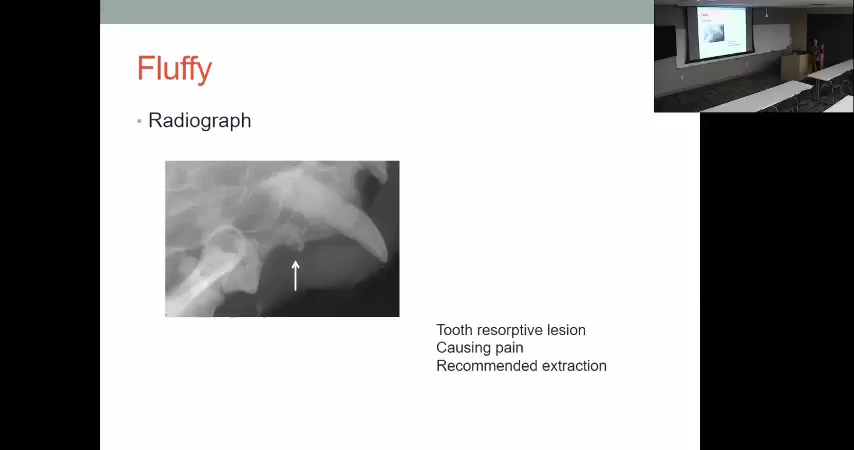 Fluffy
• Radiograph
Tooth resorptive lesion
Causing pain
Recommended extraction